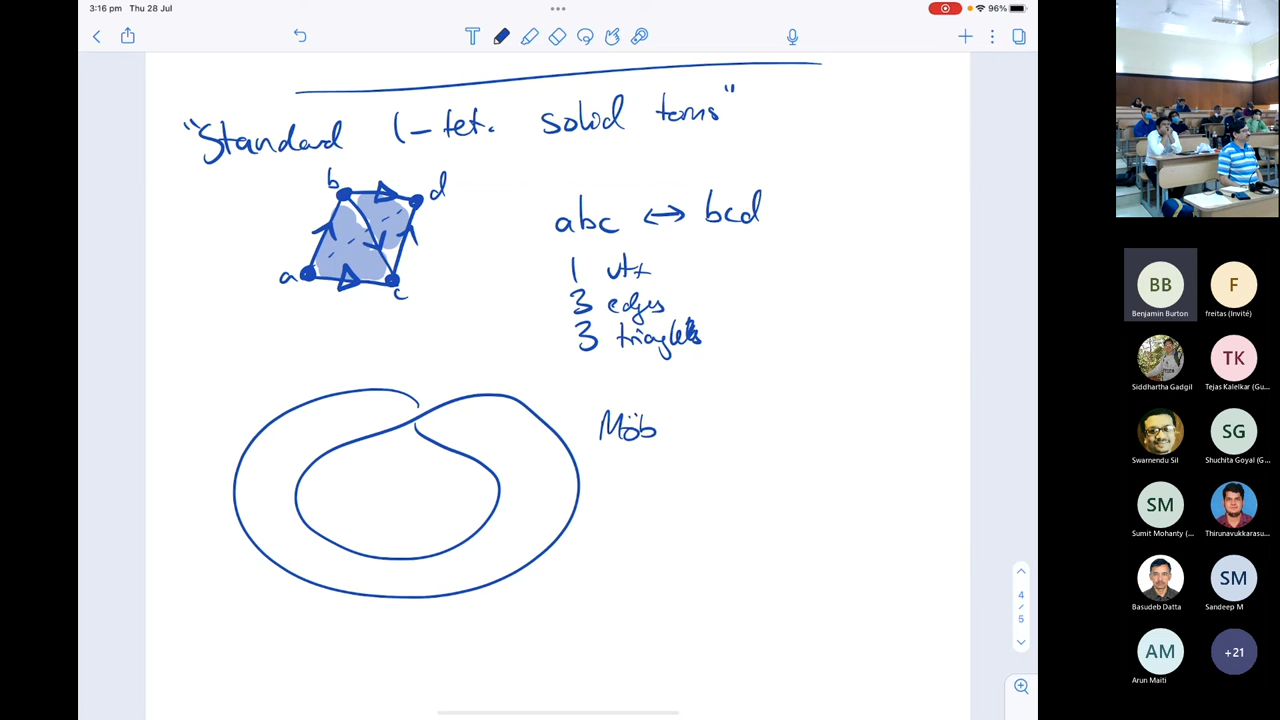 3:16 pm Thu 28 Jul
96%
"Standard 1-tet. solid torus"
b
d
a
c
abc ↔ bcd
1 vtx
3 edges
3 triangles
Möb
4
/
5
BB
Benjamin Burton
F
freitas (Invité)
Siddhartha Gadgil
TK
Tejas Kalelkar (Gu...
Swarnendu Sil
SG
Shuchita Goyal (G...
SM
Sumit Mohanty (...
Thirunavukkarasu...
Basudeb Datta
SM
Sandeep M
AM
Arun Maiti
+21